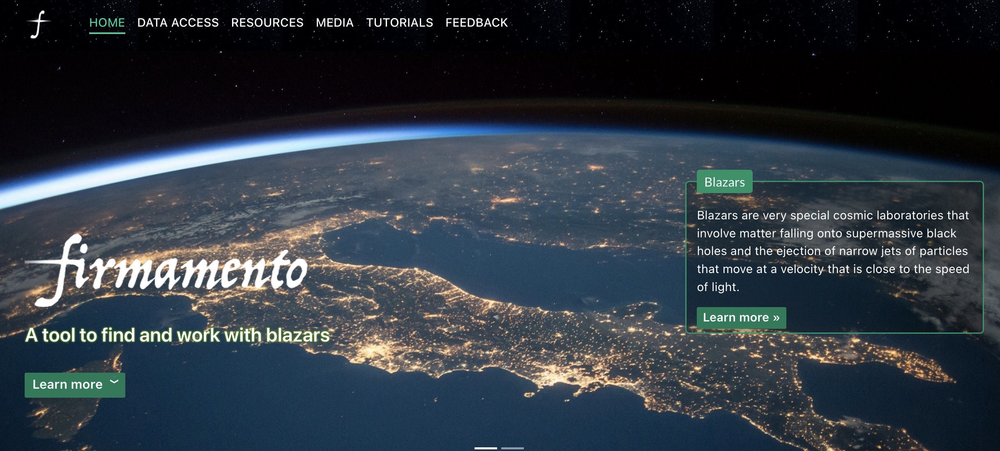 f
HOME DATA ACCESS RESOURCES MEDIA TUTORIALS FEEDBACK
firmamento
A tool to find and work with blazars
Learn more
Blazars
Blazars are very special cosmic laboratories that
involve matter falling onto supermassive black
holes and the ejection of narrow jets of particles
that move at a velocity that is close to the speed
of light.
Learn more »